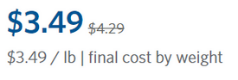 $3.49 $4.29
$3.49 / lb | final cost by weight